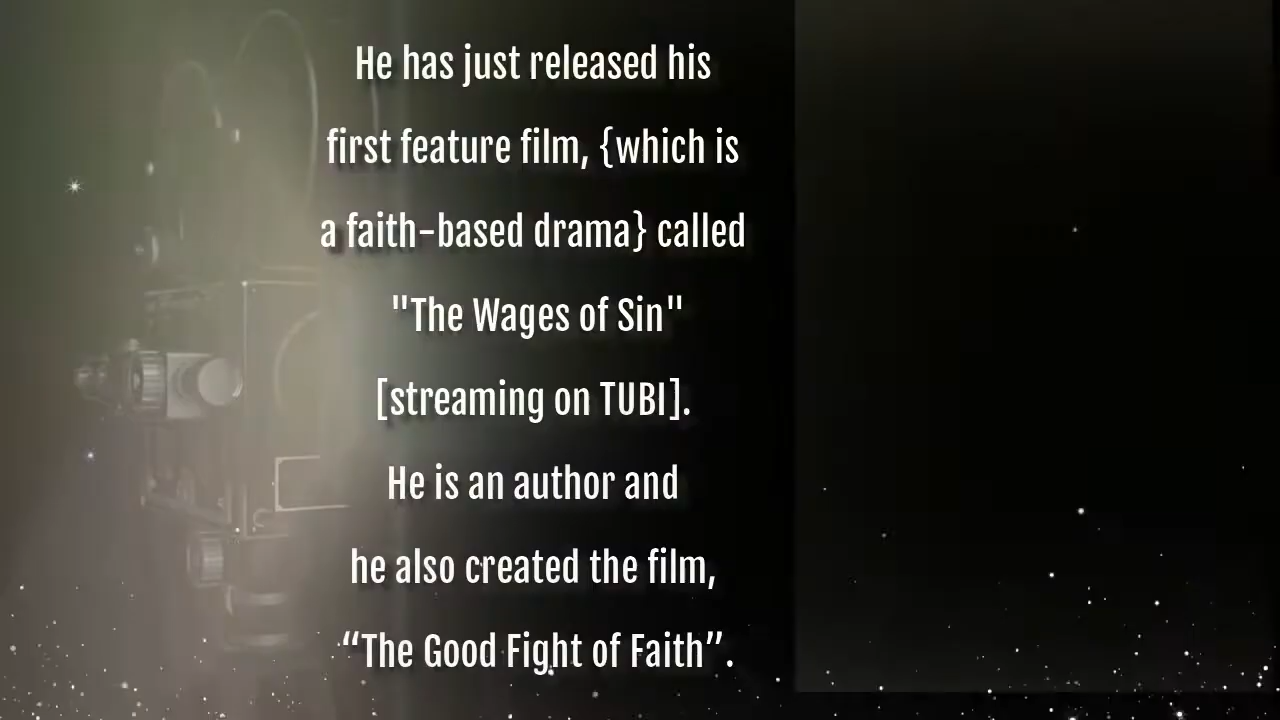 He has just released his
first feature film, {which is
a faith-based drama} called
"The Wages of Sin"
[streaming on TUBI].
He is an author and
he also created the film,
“The Good Fight of Faith”.